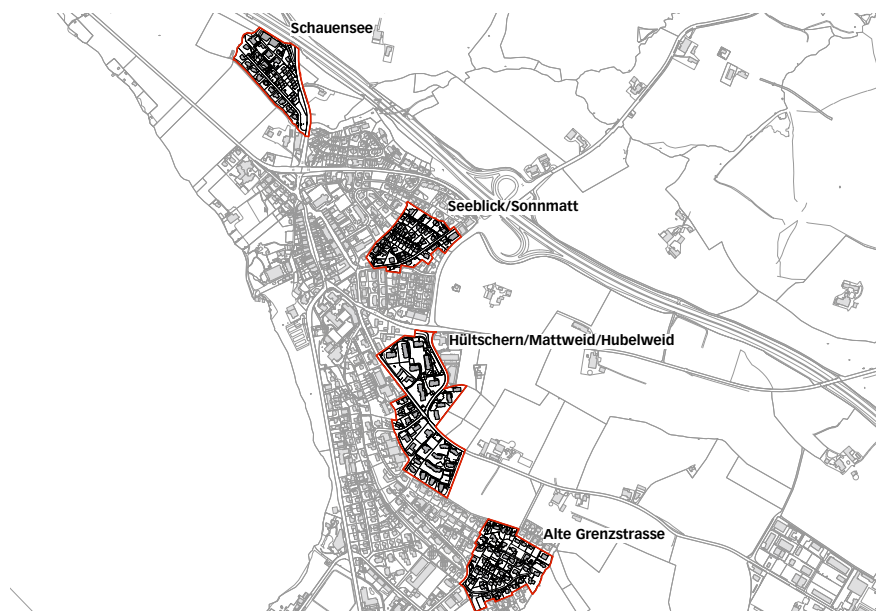 Schauensee
Seeblick/Sonnmatt
Hültschern/Mattweid/Hubelweid
Alte Grenzstrasse